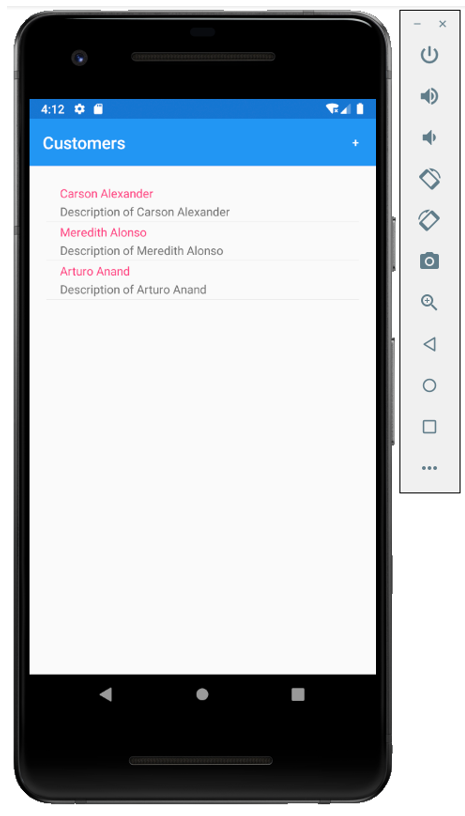 4:12
Customers +
Carson Alexander
Description of Carson Alexander
Meredith Alonso
Description of Meredith Alonso
Arturo Anand
Description of Arturo Anand